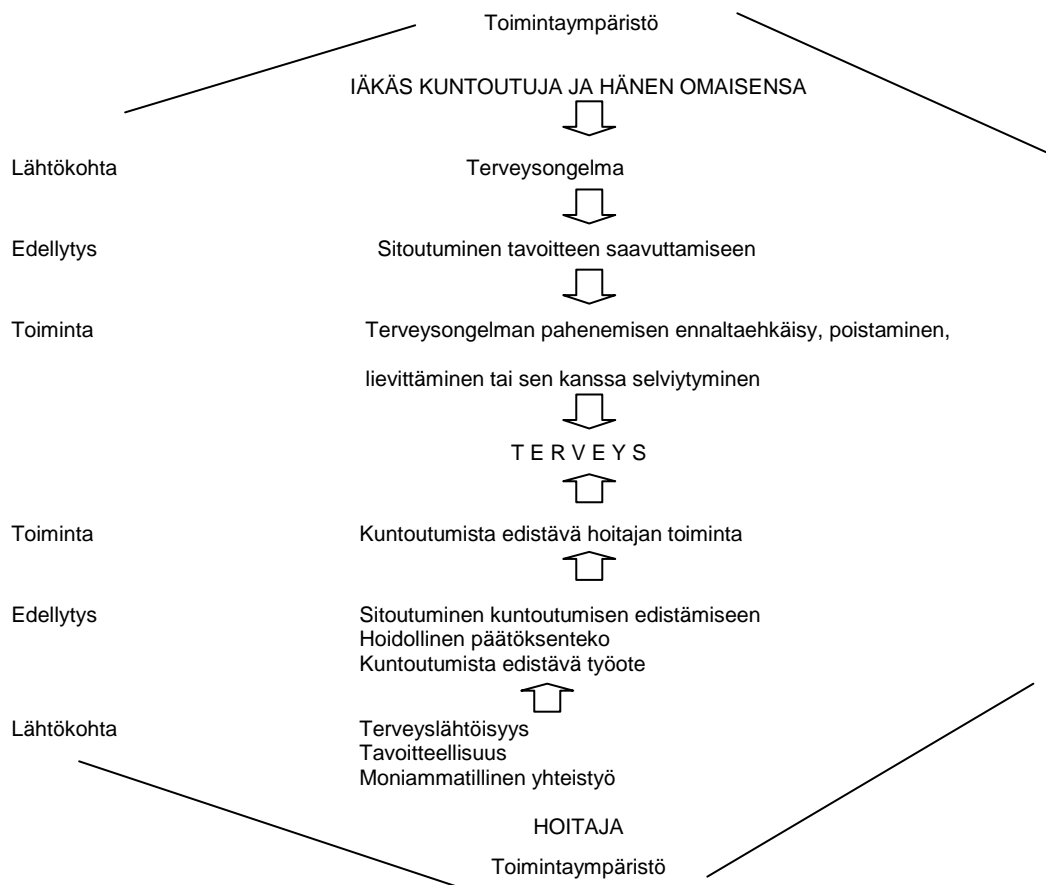 Toimintaympäristö
IÄKÄS KUNTOUTUJA JA HÄNEN OMAISENSA
Lähtökohta Terveysongelma
Edellytys Sitoutuminen tavoitteen saavuttamiseen
Toiminta Terveysongelman pahenemisen ennaltaehkäisy, poistaminen,
lievittäminen tai sen kanssa selviytyminen
T E R V E Y S
Toiminta Kuntoutumista edistävä hoitajan toiminta
Edellytys Sitoutuminen kuntoutumisen edistämiseen
Hoidollinen päätöksenteko
Kuntoutumista edistävä työote
Lähtökohta Terveyslähtöisyys
Tavoitteellisuus
Moniammatillinen yhteistyö
HOITAJA
Toimintaympäristö